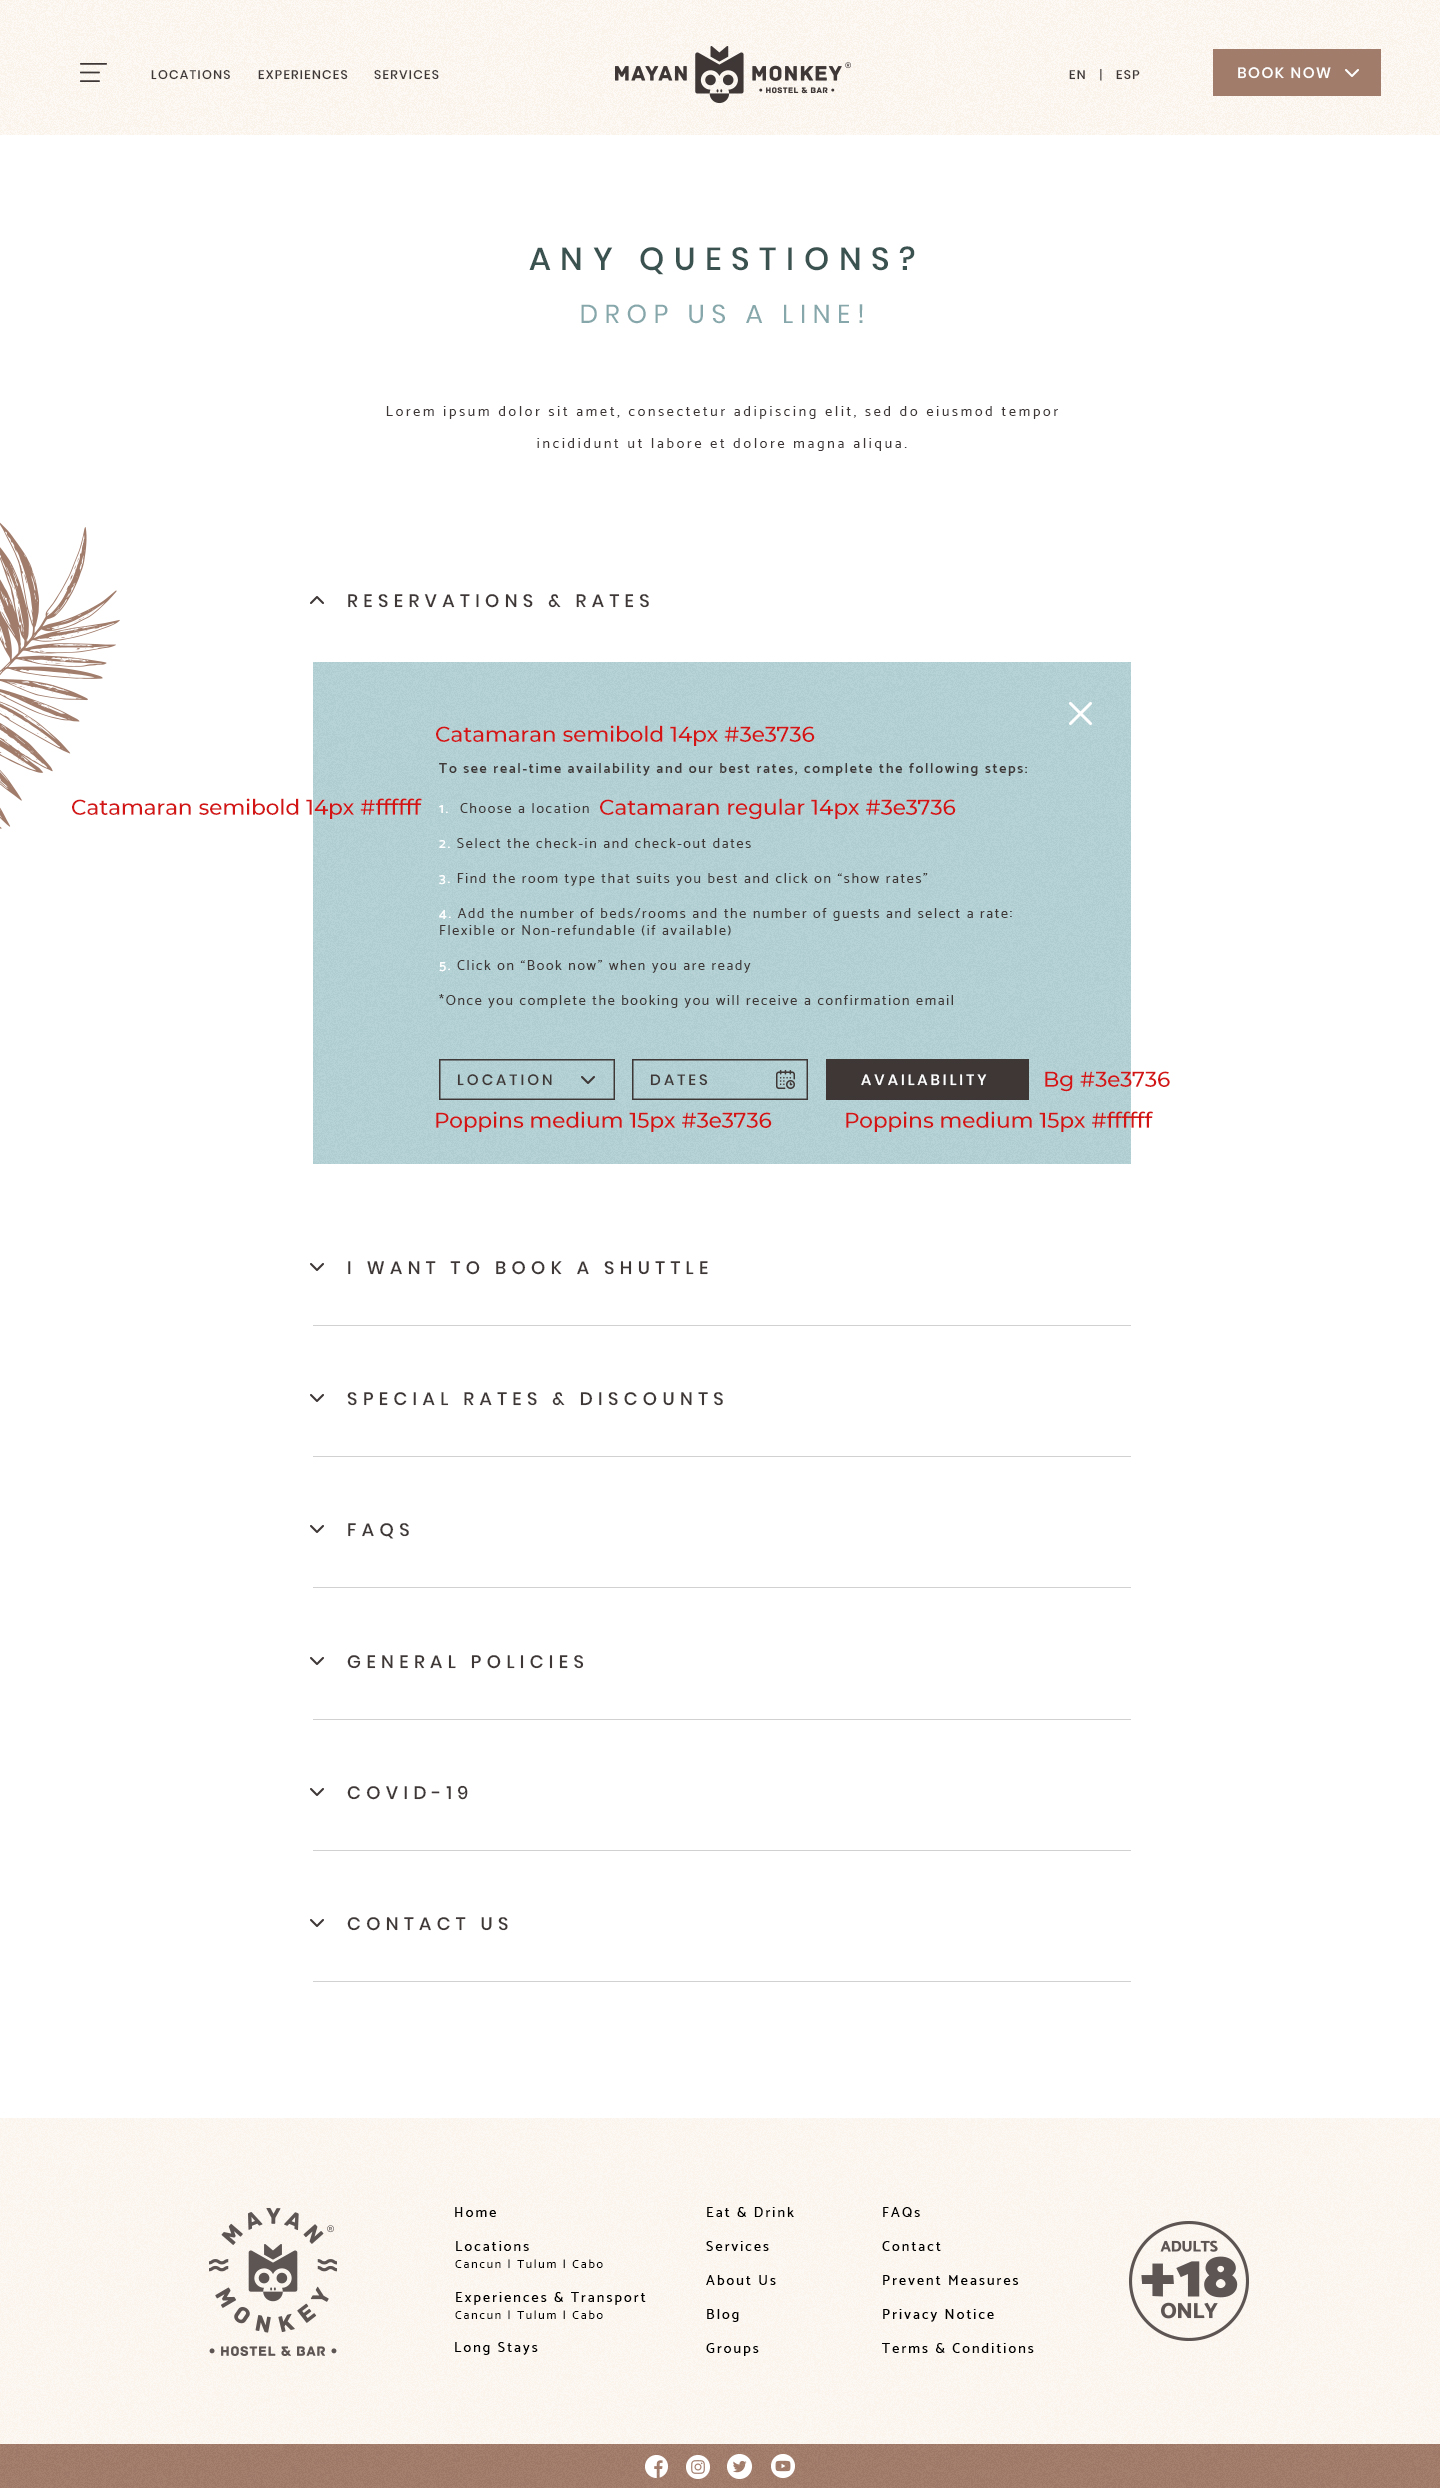 LOCATIONS EXPERIENCES SERVICES
MAYAN MONKEY®
• HOSTEL & BAR •
EN | ESP
BOOK NOW
ANY QUESTIONS?
DROP US A LINE!
Lorem ipsum dolor sit amet, consectetur adipiscing elit, sed do eiusmod tempor
incididunt ut labore et dolore magna aliqua.
RESERVATIONS & RATES
Catamaran semibold 14px #3e3736
To see real-time availability and our best rates, complete the following steps:
Catamaran semibold 14px #ffffff
1. Choose a location
Catamaran regular 14px #3e3736
2. Select the check-in and check-out dates
3. Find the room type that suits you best and click on “show rates”
4. Add the number of beds/rooms and the number of guests and select a rate:
Flexible or Non-refundable (if available)
5. Click on “Book now” when you are ready
*Once you complete the booking you will receive a confirmation email
LOCATION
DATES
AVAILABILITY
Bg #3e3736
Poppins medium 15px #3e3736
Poppins medium 15px #ffffff
I WANT TO BOOK A SHUTTLE
SPECIAL RATES & DISCOUNTS
FAQS
GENERAL POLICIES
COVID-19
CONTACT US
MAYAN®
MONKEY
• HOSTEL & BAR •
Home
Locations
Cancun | Tulum | Cabo
Experiences & Transport
Cancun | Tulum | Cabo
Long Stays
Eat & Drink
Services
About Us
Blog
Groups
FAQs
Contact
Prevent Measures
Privacy Notice
Terms & Conditions
ADULTS
+18
ONLY